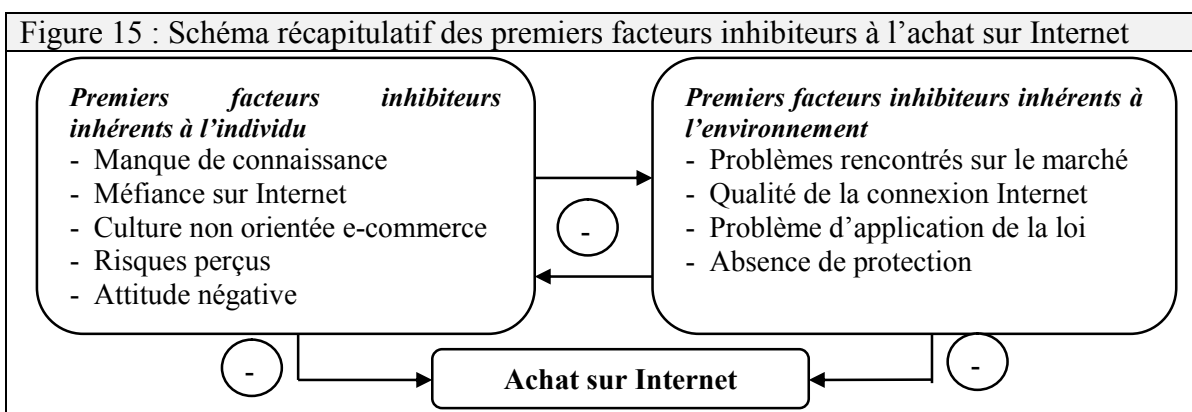 Figure 15 : Schéma récapitulatif des premiers facteurs inhibiteurs à l’achat sur Internet
Premiers facteurs inhibiteurs
inhérents à l’individu
- Manque de connaissance
- Méfiance sur Internet
- Culture non orientée e-commerce
- Risques perçus
- Attitude négative
-
Premiers facteurs inhibiteurs inhérents à
l’environnement
- Problèmes rencontrés sur le marché
- Qualité de la connexion Internet
- Problème d’application de la loi
- Absence de protection
-
Achat sur Internet
-